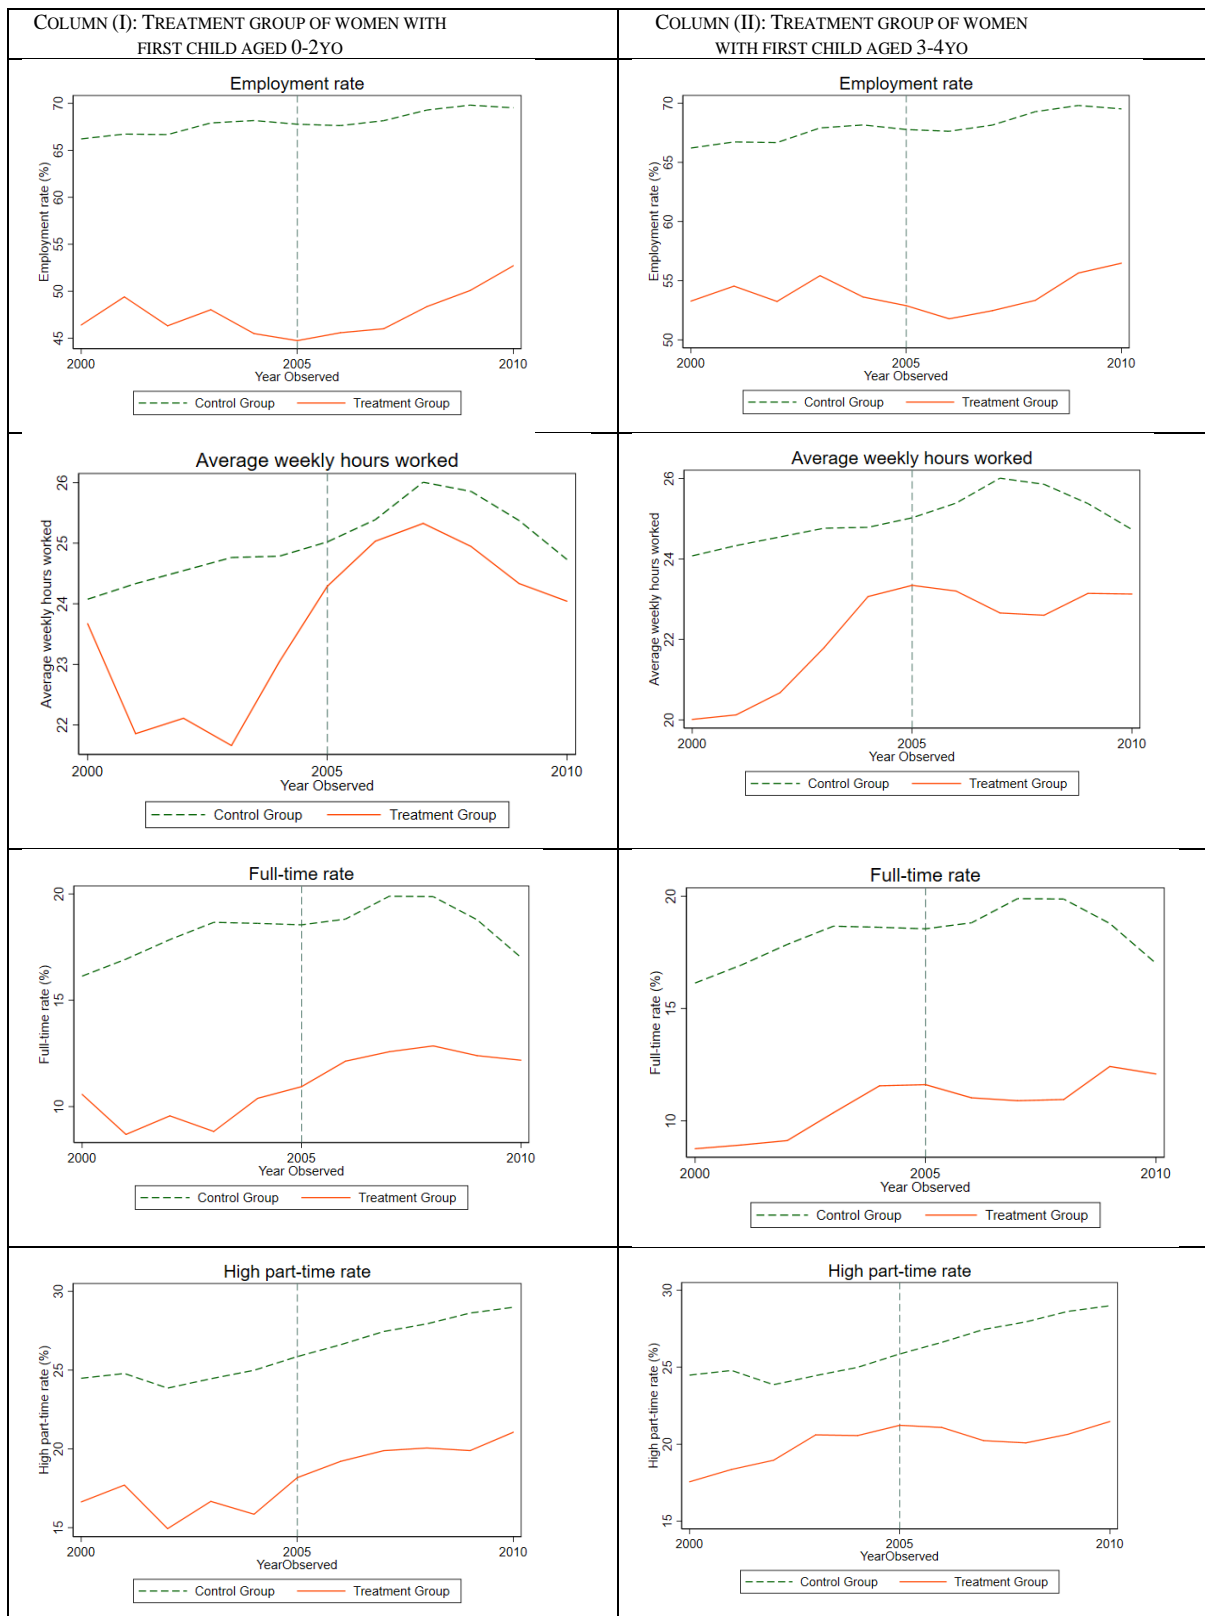 COLUMN (I): TREATMENT GROUP OF WOMEN WITH
FIRST CHILD AGED 0-2YO
COLUMN (II): TREATMENT GROUP OF WOMEN
WITH FIRST CHILD AGED 3-4YO
Employment rate
Employment rate (%)
70
65
60
55
50
45
2000
2005
2010
Year Observed
Control Group
Treatment Group
Employment rate
Employment rate (%)
70
65
60
55
50
2000
2005
2010
Year Observed
Control Group
Treatment Group
Average weekly hours worked
Average weekly hours worked
26
25
24
23
22
2000
2005
2010
Year Observed
Control Group
Treatment Group
Average weekly hours worked
Average weekly hours worked
26
24
22
20
2000
2005
2010
Year Observed
Control Group
Treatment Group
Full-time rate
Full-time rate (%)
20
15
10
2000
2005
2010
Year Observed
Control Group
Treatment Group
Full-time rate
Full-time rate (%)
20
15
10
2000
2005
2010
Year Observed
Control Group
Treatment Group
High part-time rate
High part-time rate (%)
30
25
20
15
2000
2005
2010
YearObserved
Control Group
Treatment Group
High part-time rate
High part-time rate (%)
30
25
20
15
2000
2005
2010
YearObserved
Control Group
Treatment Group